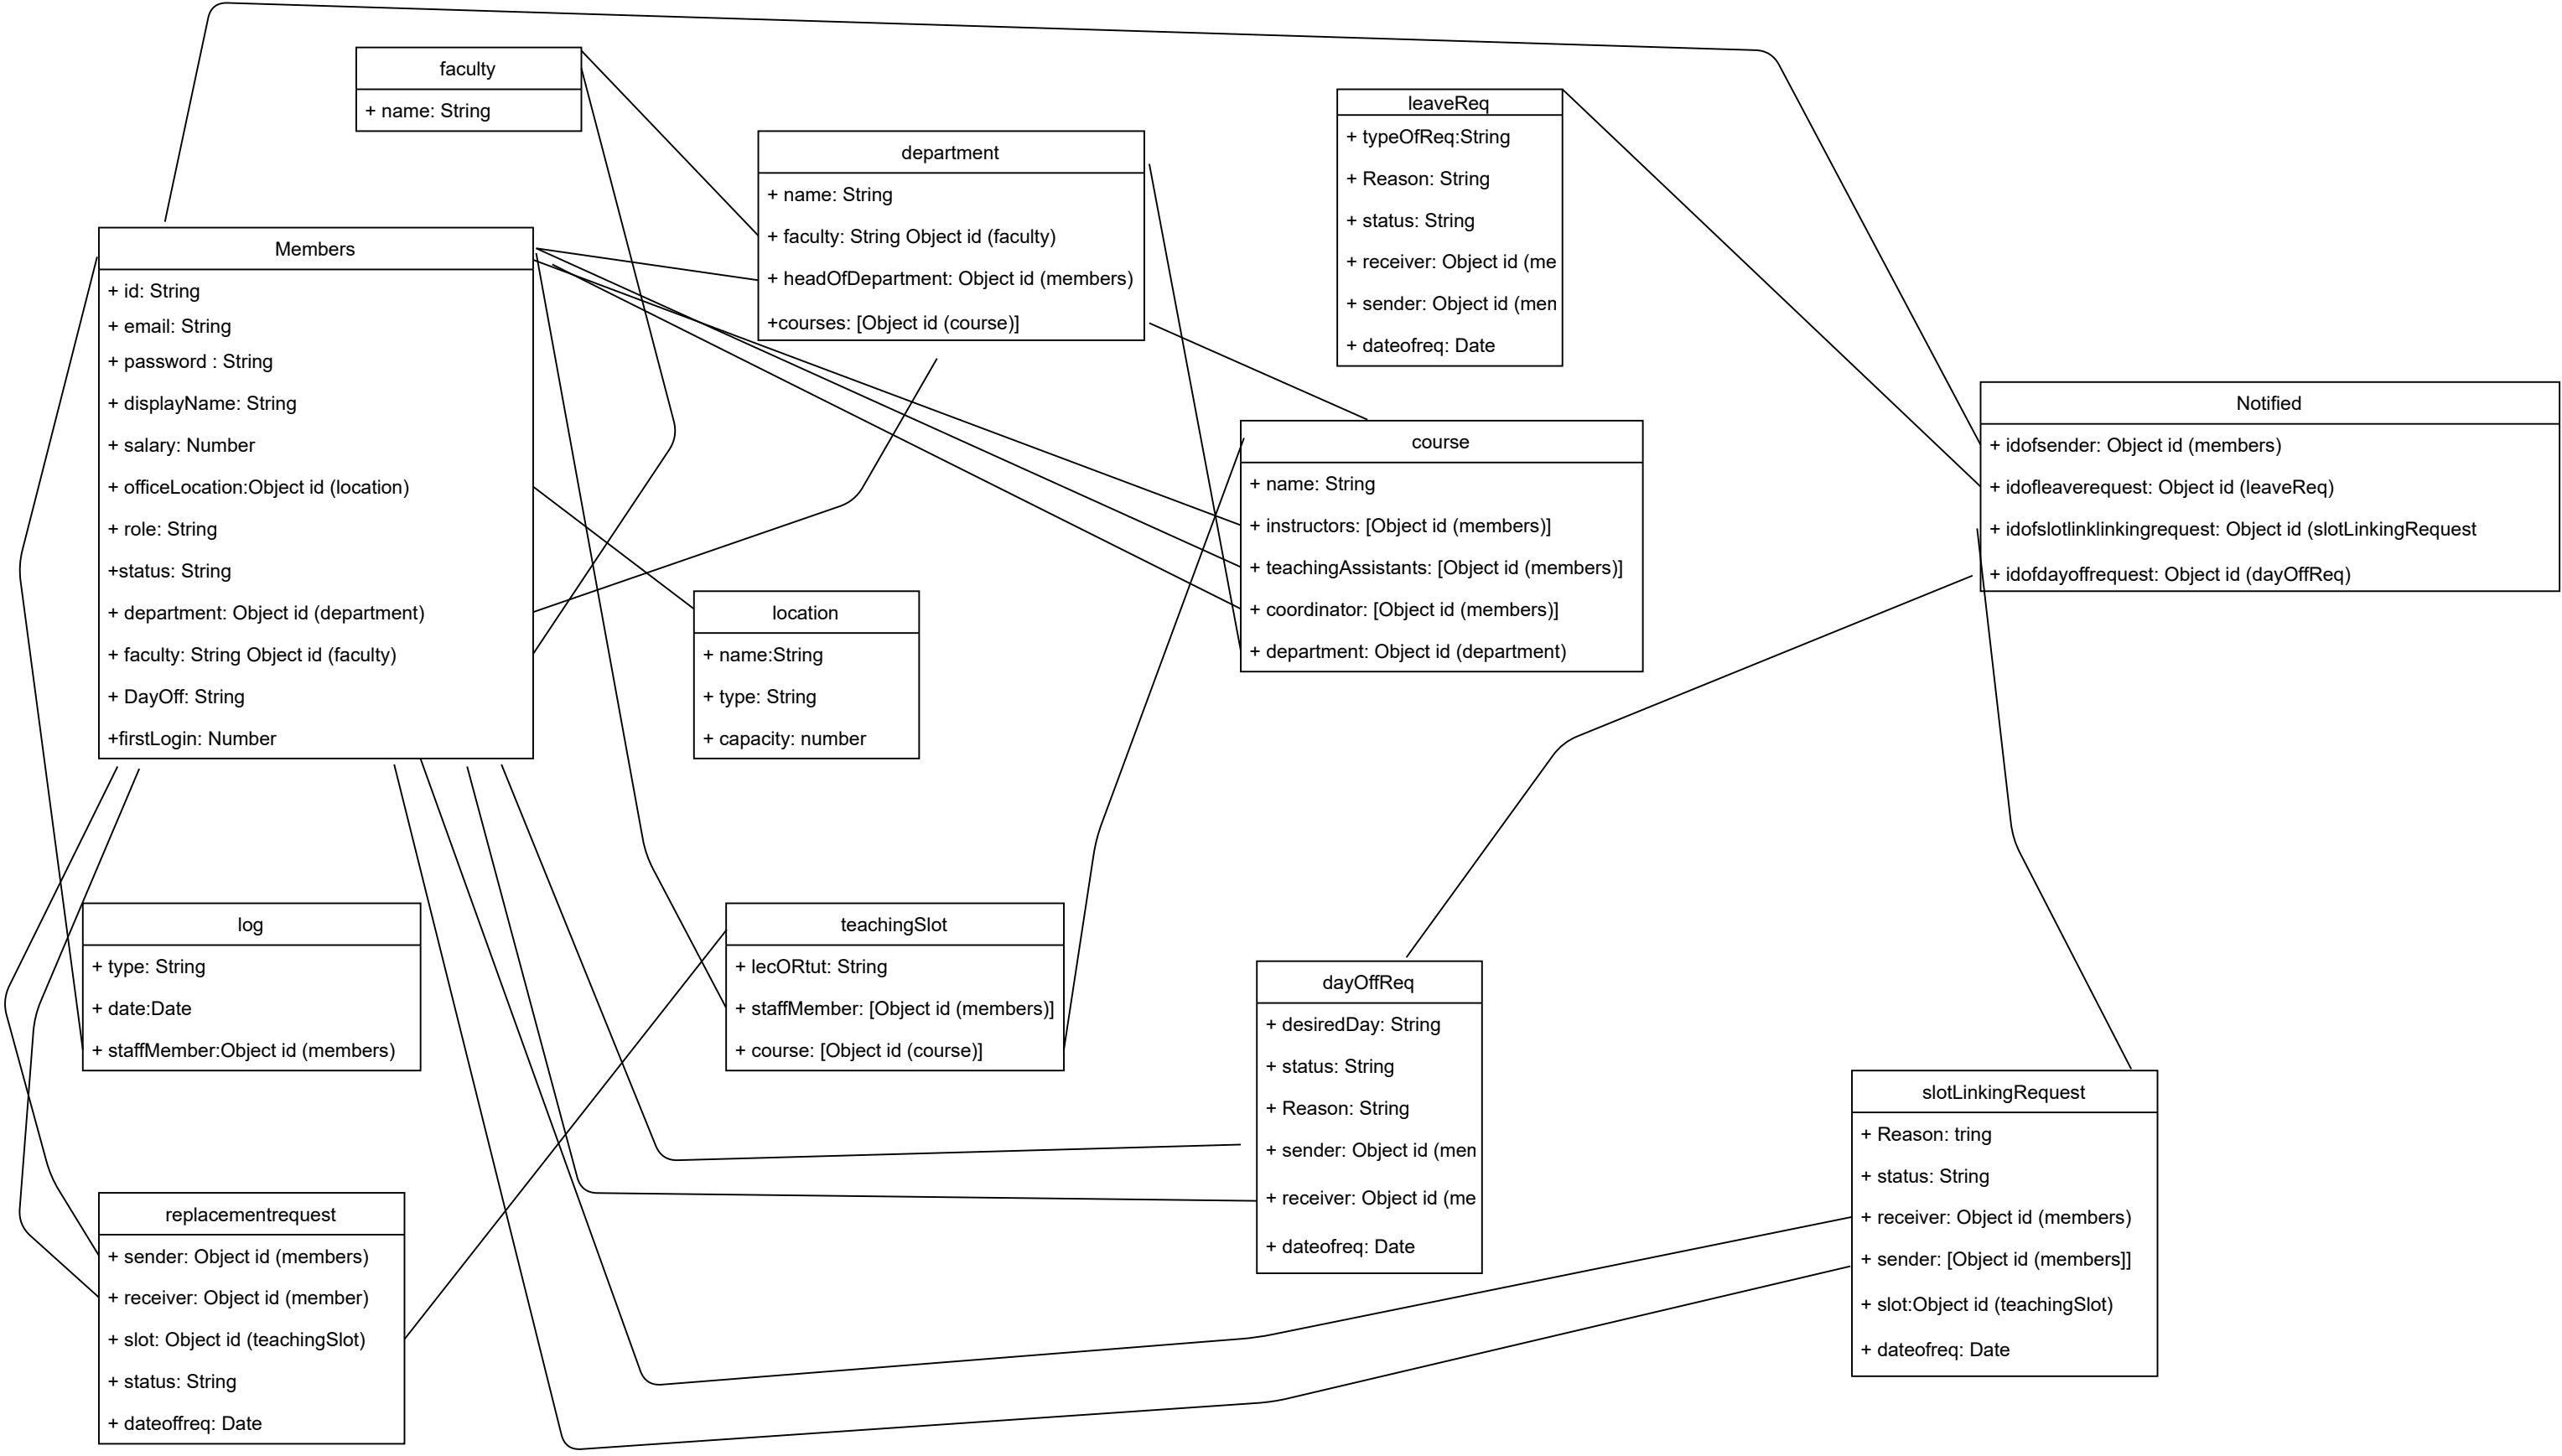 faculty
+ name: String
department
+ name: String
+ faculty: String Object id (faculty)
+ headOfDepartment: Object id (members)
+courses: [Object id (course)]
leaveReq
+ typeOfReq:String
+ Reason: String
+ status: String
+ receiver: Object id (me
+ sender: Object id (men
+ dateofreq: Date
Members
+ id: String
+ email: String
+ password : String
+ displayName: String
+ salary: Number
+ officeLocation:Object id (location)
+ role: String
+status: String
+ department: Object id (department)
+ faculty: String Object id (faculty)
+ DayOff: String
+firstLogin: Number
Notified
+ idofsender: Object id (members)
+ idofleaverequest: Object id (leaveReq)
+ idofslotlinklinkingrequest: Object id (slotLinkingRequest
+ idofdayoffrequest: Object id (dayOffReq)
course
+ name: String
+ instructors: [Object id (members)]
+ teachingAssistants: [Object id (members)]
+ coordinator: [Object id (members)]
+ department: Object id (department)
location
+ name:String
+ type: String
+ capacity: number
log
+ type: String
+ date:Date
+ staffMember:Object id (members)
teachingSlot
+ lecORtut: String
+ staffMember: [Object id (members)]
+ course: [Object id (course)]
dayOffReq
+ desiredDay: String
+ status: String
+ Reason: String
+ sender: Object id (men
+ receiver: Object id (me
+ dateofreq: Date
slotLinkingRequest
+ Reason: tring
+ status: String
+ receiver: Object id (members)
+ sender: [Object id (members]]
+ slot:Object id (teachingSlot)
+ dateofreq: Date
replacementrequest
+ sender: Object id (members)
+ receiver: Object id (member)
+ slot: Object id (teachingSlot)
+ status: String
+ dateoffreq: Date